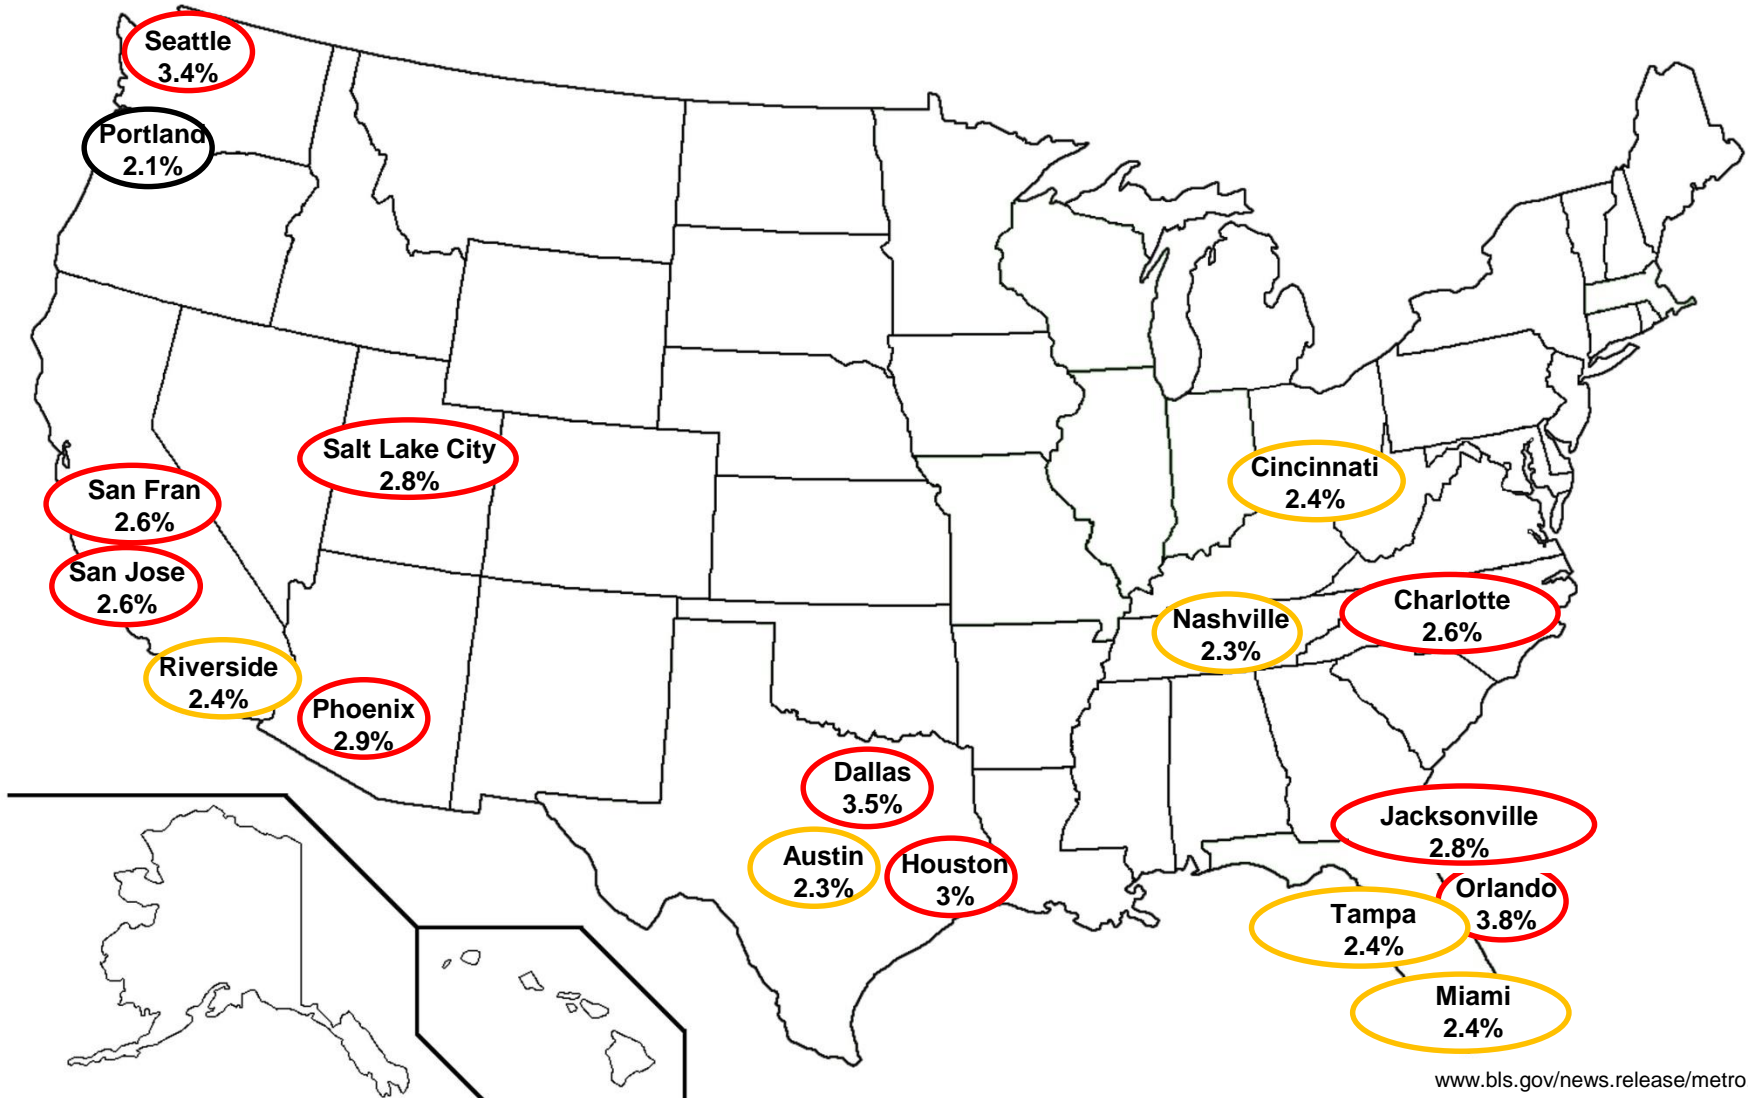 Seattle
3.4%
Portland
2.1%
Salt Lake City
2.8%
San Fran
2.6%
San Jose
2.6%
Riverside
2.4%
Phoenix
2.9%
Cincinnati
2.4%
Nashville
2.3%
Charlotte
2.6%
Dallas
3.5%
Austin
2.3%
Houston
3%
Jacksonville
2.8%
Orlando
3.8%
Tampa
2.4%
Miami
2.4%
www.bls.gov/news.release/metro